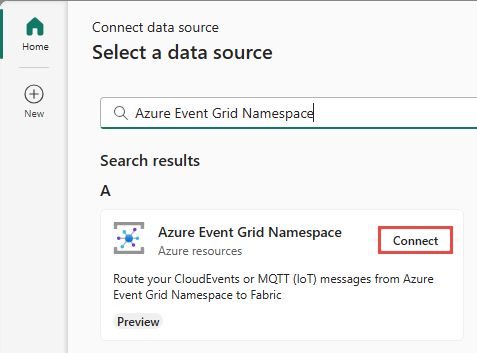 Connect data source
Select a data source
Home
New
Azure Event Grid Namespace
Search results
A
Azure Event Grid Namespace
Azure resources
Connect
Route your CloudEvents or MQTT (IoT) messages from Azure
Event Grid Namespace to Fabric
Preview